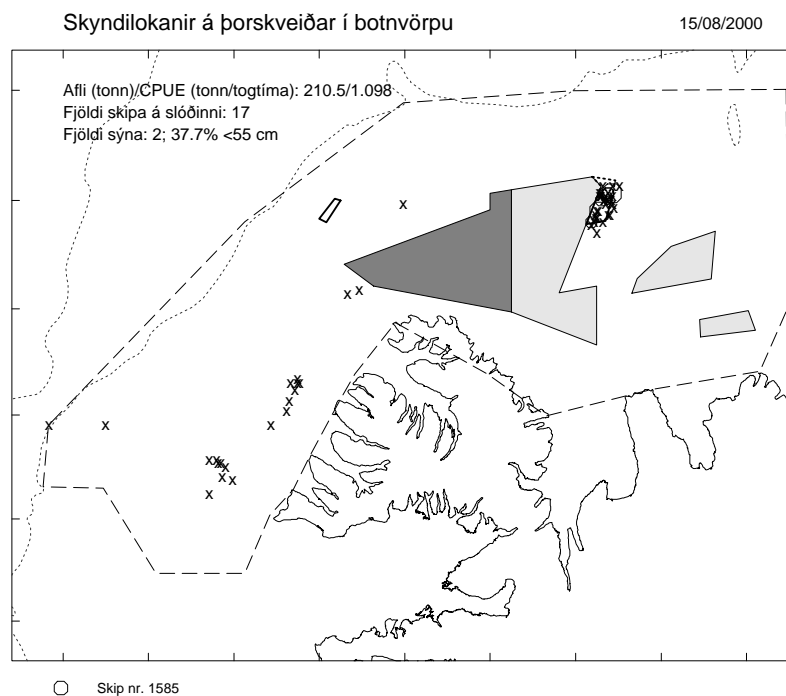 Skyndilokanir á þorskveiðar í botnvörpu
15/08/2000
Afli (tonn)/CPUE (tonn/togtíma): 210.5/1.098
Fjöldi skipa á slóðinni: 17
Fjöldi sýna: 2; 37.7% <55 cm
Skip nr. 1585